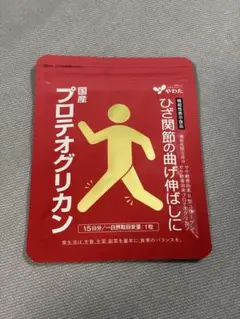 やわた
機能性表示食品
ひざ関節の曲げ伸ばしに
国産
プロテオグリカン
15日分/一日摂取目安量:1粒
食生活は、主食、主菜、副菜を基本に、食事のバランスを。